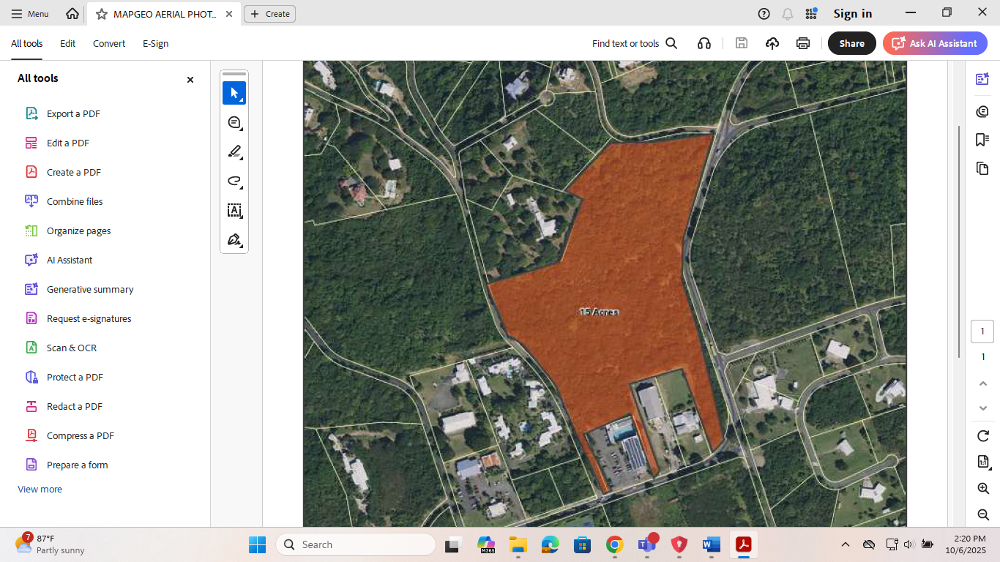 Menu
MAPGEO AERIAL PHOT...
Create
Sign in
All tools
Edit
Convert
E-Sign
Find text or tools
Share
Ask AI Assistant
All tools
Export a PDF
Edit a PDF
Create a PDF
Combine files
Organize pages
AI Assistant
Generative summary
Request e-signatures
Scan & OCR
Protect a PDF
Redact a PDF
Compress a PDF
Prepare a form
View more
15 Acres
1
1
7
87°F
Partly sunny
Search
M365
2:20 PM
10/6/2025